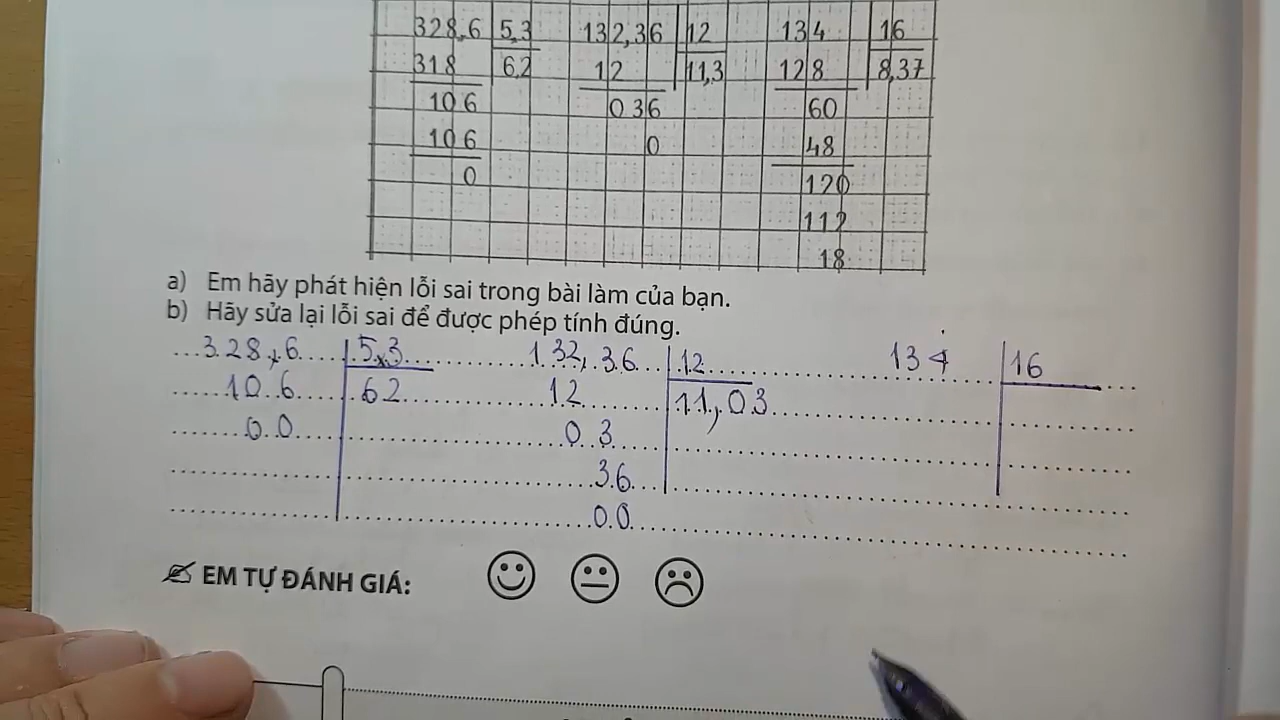 328,6 5,3 132,36 12 134 16
318 6,2 12 11,3 128 8,37
106 036 60
106 0 48
0 120
112
18
a) Em hãy phát hiện lỗi sai trong bài làm của bạn.
b) Hãy sửa lại lỗi sai để được phép tính đúng.
328,6 5,3 132,36 12 134 16
10 6 62 12 11,03
00 03
36
00
EM TỰ ĐÁNH GIÁ: